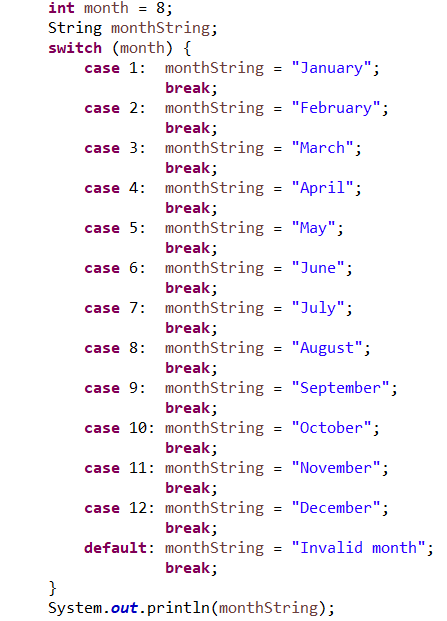 int month = 8;
String monthString;
switch (month) {
case 1: monthString = "January";
break;
case 2: monthString = "February";
break;
case 3: monthString = "March";
break;
case 4: monthString = "April";
break;
case 5: monthString = "May";
break;
case 6: monthString = "June";
break;
case 7: monthString = "July";
break;
case 8: monthString = "August";
break;
case 9: monthString = "September";
break;
case 10: monthString = "October";
break;
case 11: monthString = "November";
break;
case 12: monthString = "December";
break;
default: monthString = "Invalid month";
break;
}
System.out.println(monthString);